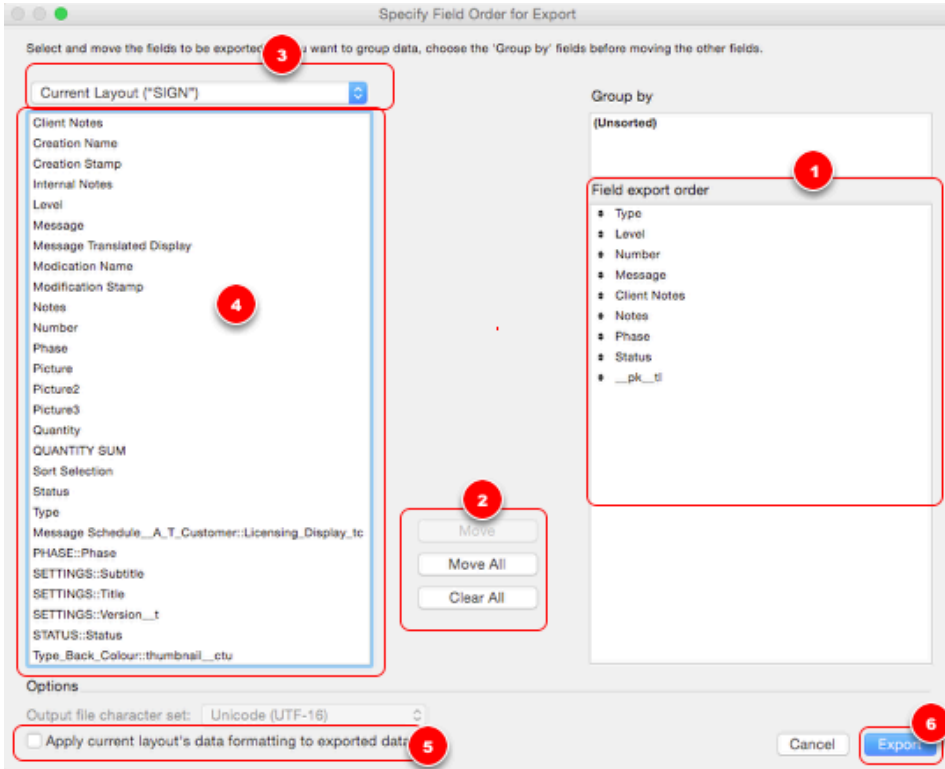 Specify Field Order for Export
Select and move the fields to be exported. you want to group data, choose the 'Group by' fields before moving the other fields.
3
Current Layout ("SIGN")
Client Notes
Creation Name
Creation Stamp
Internal Notes
Level
Message
Message Translated Display
Modication Name
Modification Stamp
Notes
Number
Phase
Picture
Picture2
Picture3
Quantity
QUANTITY SUM
Sort Selection
Status
Type
Message Schedule__A_T_Customer::Licensing_Display_tc
PHASE::Phase
SETTINGS::Subtitle
SETTINGS::Title
SETTINGS::Version__t
STATUS::Status
Type_Back_Colour::thumbnail__ctu
4
2
Move
Move All
Clear All
Group by
(Unsorted)
1
Field export order
Type
Level
Number
Message
Client Notes
Notes
Phase
Status
__pk__tl
Options
Output file character set: Unicode (UTF-16)
Apply current layout's data formatting to exported data
5
Cancel
Export
6